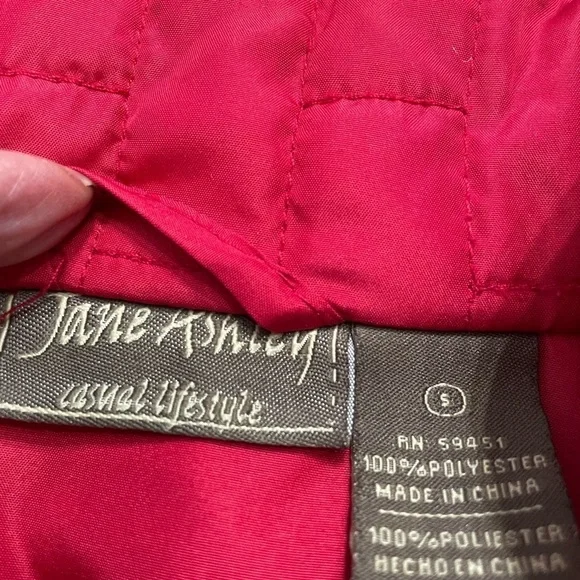 Jane Ashley
casual lifestyle
S
RN 59451
100%POLYESTER
MADE IN CHINA
100%POLIESTER
HECHO EN CHINA